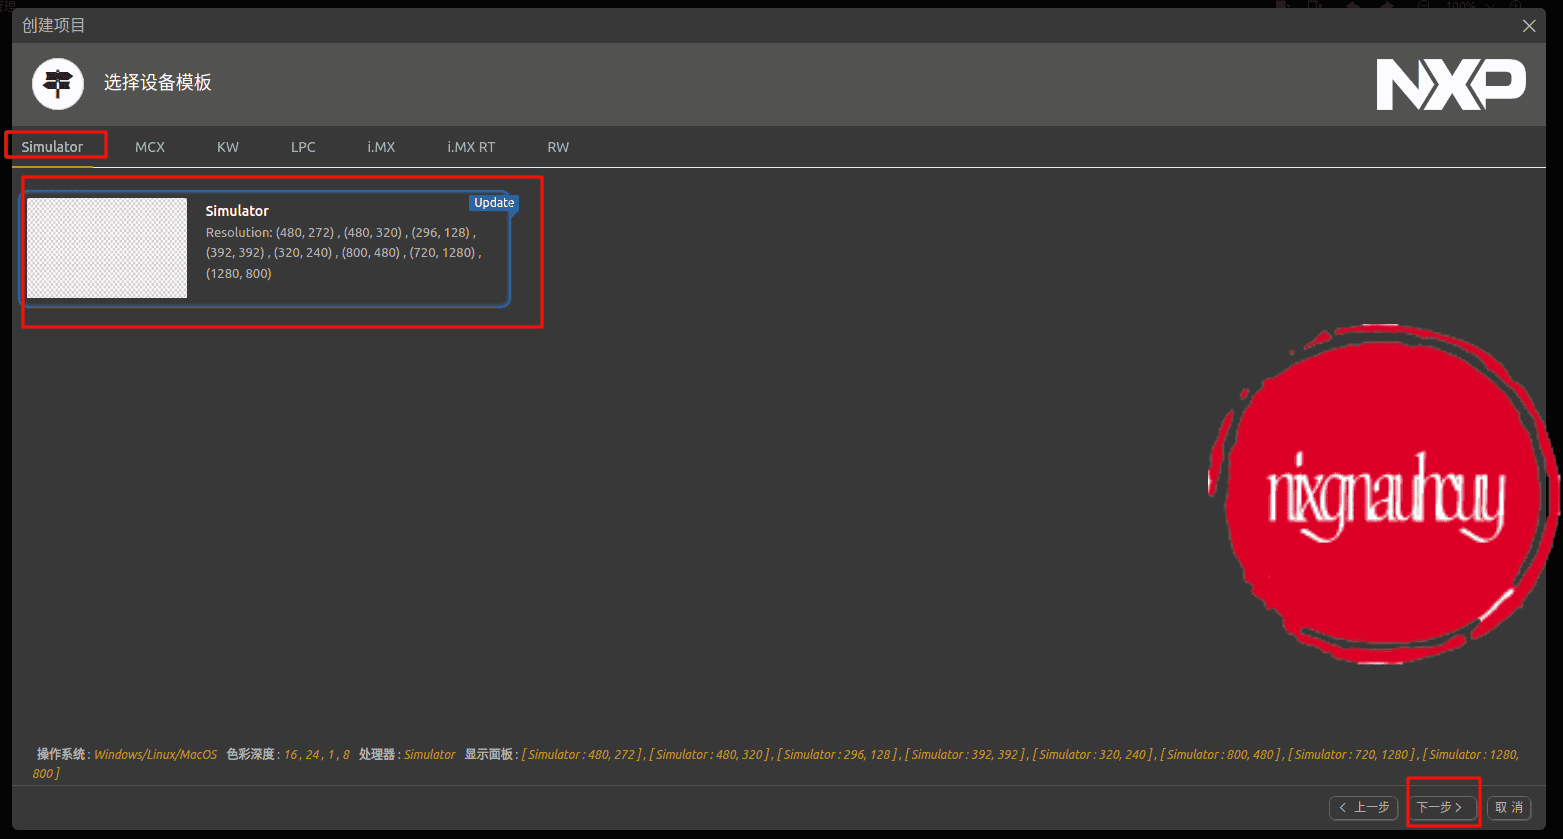 创建项目
选择设备模板
NXP
Simulator MCX KW LPC i.MX i.MX RT RW
Simulator
Update
Resolution: (480, 272) , (480, 320) , (296, 128) ,
(392, 392) , (320, 240) , (800, 480) , (720, 1280) ,
(1280, 800)
nixgnauhcuy
操作系统 : Windows/Linux/MacOS 色彩深度 : 16 , 24 , 1 , 8 处理器 : Simulator 显示面板 : [ Simulator : 480, 272 ] , [ Simulator : 480, 320 ] , [ Simulator : 296, 128 ] , [ Simulator : 392, 392 ] , [ Simulator : 320, 240 ] , [ Simulator : 800, 480 ] , [ Simulator : 720, 1280 ] , [ Simulator : 1280,
800 ]
上一步 下一步 取 消